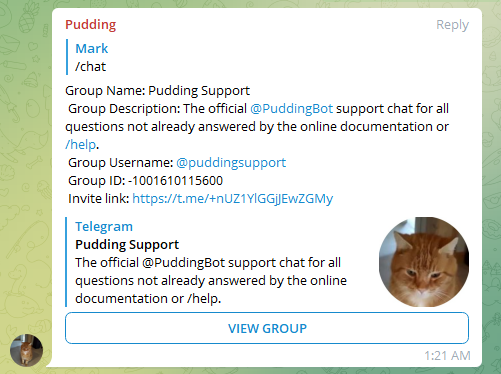 Pudding
Reply
Mark
/chat
Group Name: Pudding Support
Group Description: The official @PuddingBot support chat for all
questions not already answered by the online documentation or
/help.
Group Username: @puddingsupport
Group ID: -1001610115600
Invite link: https://t.me/+nUZ1YlGGjJEwZGMy
Telegram
Pudding Support
The official @PuddingBot support chat for all
questions not already answered by the online
documentation or /help.
VIEW GROUP
1:21 AM